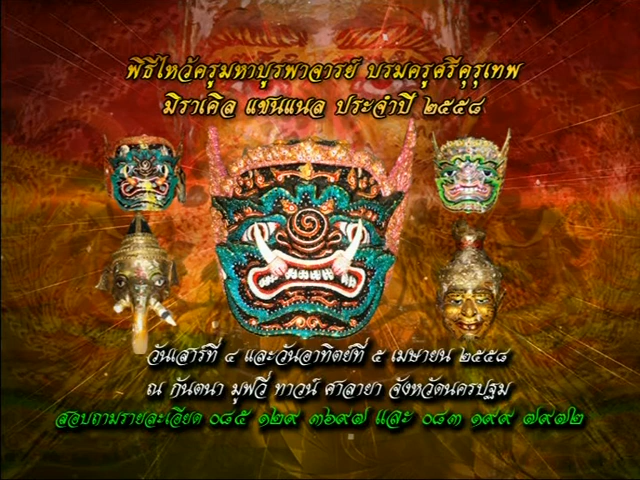 พิธีไหว้ครูมหาบูรพาจารย์ บรมครูตรีคุรุเทพ
มิราเคิล แชนแนล ประจำปี ๒๕๕๘
วันเสาร์ที่ ๔ และวันอาทิตย์ที่ ๕ เมษายน ๒๕๕๘
ณ กันตนา มูฟวี่ ทาวน์ ศาลายา จังหวัดนครปฐม
สอบถามรายละเอียด ๐๘๕ ๑๒๙ ๓๖๙๗ และ ๐๘๓ ๑๙๙ ๗๙๗๒